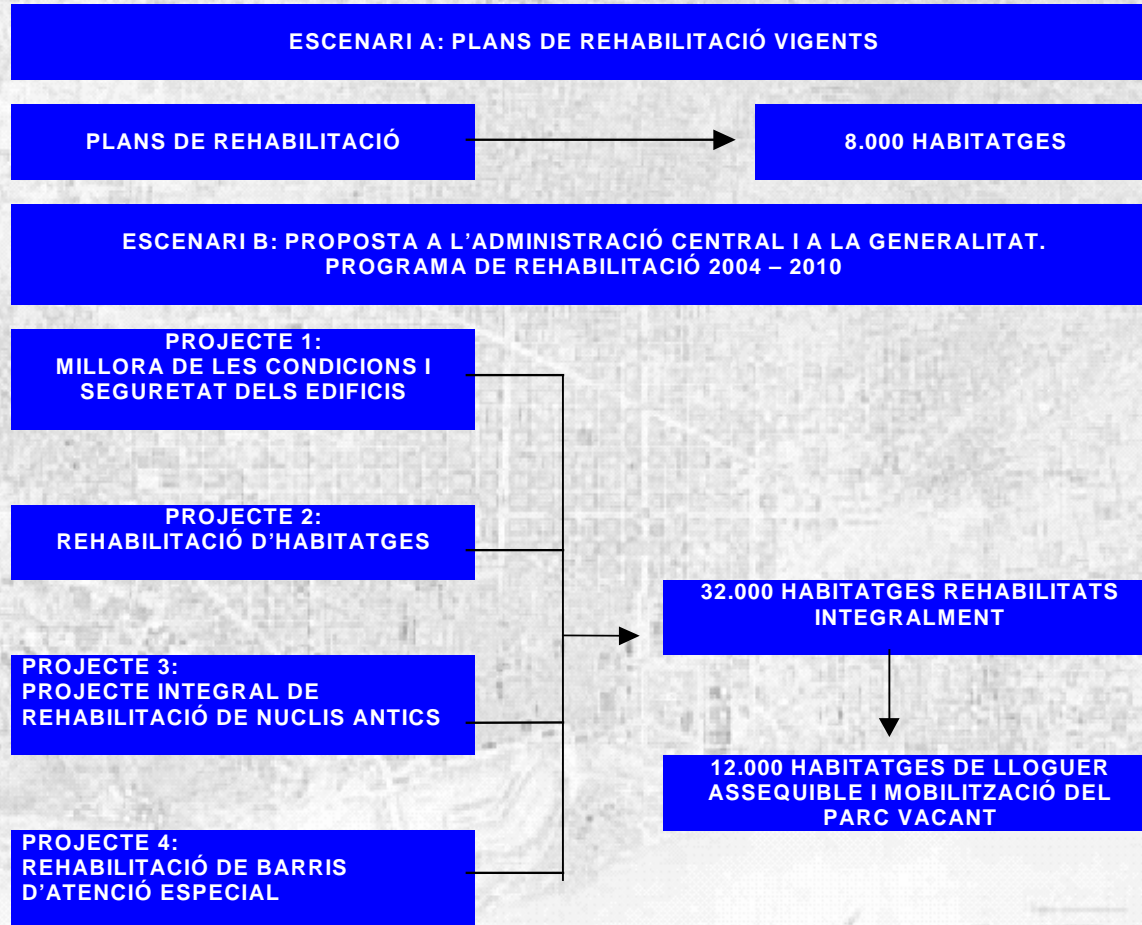 ESCENARI A: PLANS DE REHABILITACIÓ VIGENTS
PLANS DE REHABILITACIÓ
8.000 HABITATGES
ESCENARI B: PROPOSTA A L’ADMINISTRACIÓ CENTRAL I A LA GENERALITAT.
PROGRAMA DE REHABILITACIÓ 2004 – 2010
PROJECTE 1:
MILLORA DE LES CONDICIONS I
SEGURETAT DELS EDIFICIS
PROJECTE 2:
REHABILITACIÓ D’HABITATGES
PROJECTE 3:
PROJECTE INTEGRAL DE
REHABILITACIÓ DE NUCLIS ANTICS
PROJECTE 4:
REHABILITACIÓ DE BARRIS
D’ATENCIÓ ESPECIAL
32.000 HABITATGES REHABILITATS
INTEGRALMENT
12.000 HABITATGES DE LLOGUER
ASSEQUIBLE I MOBILITZACIÓ DEL
PARC VACANT